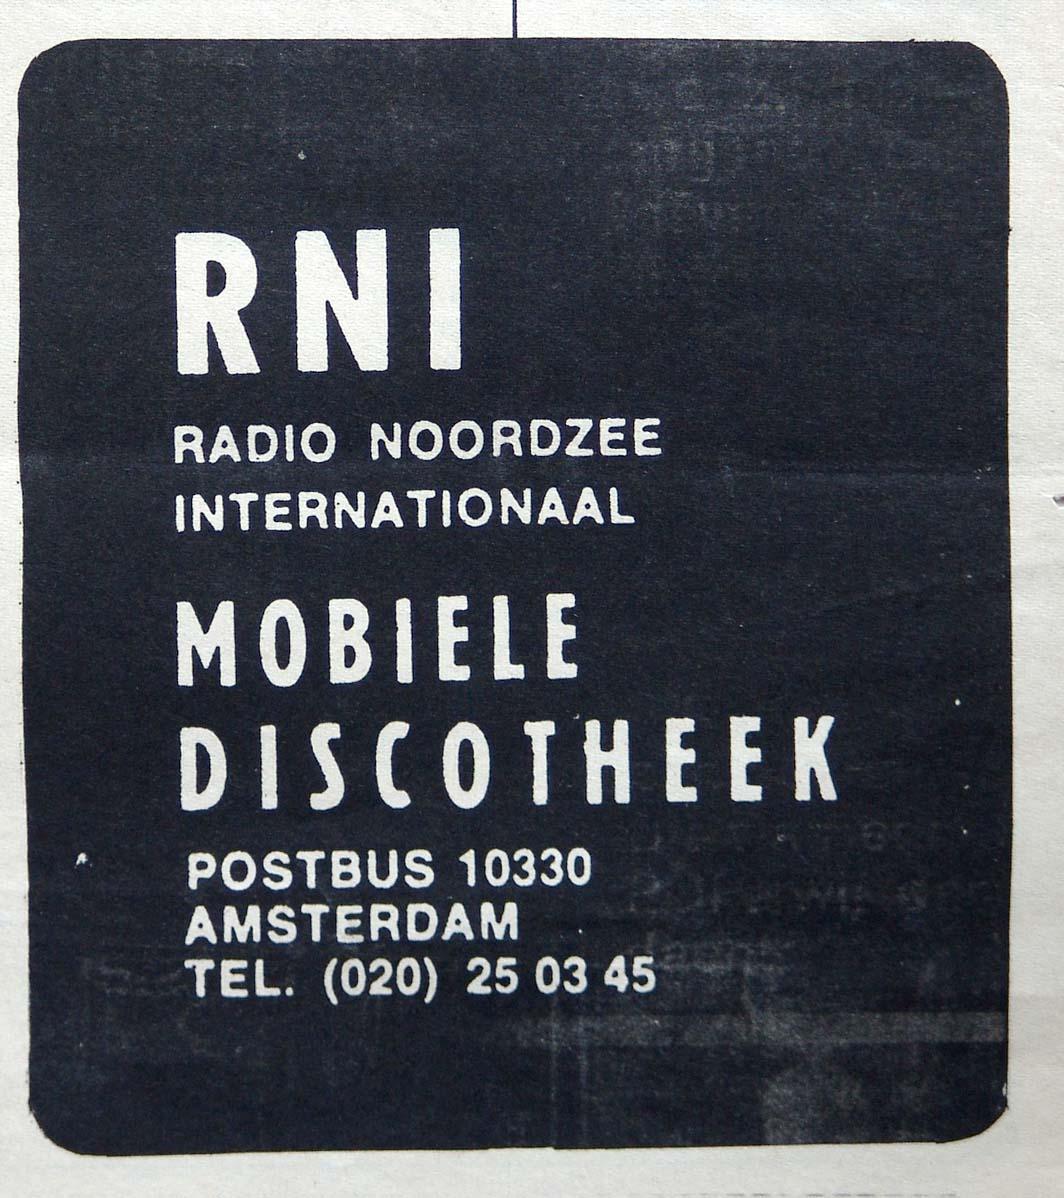 RNI
RADIO NOORDZEE
INTERNATIONAAL
MOBIELE
DISCOTHEEK
POSTBUS 10330
AMSTERDAM
TEL. (020) 25 03 45